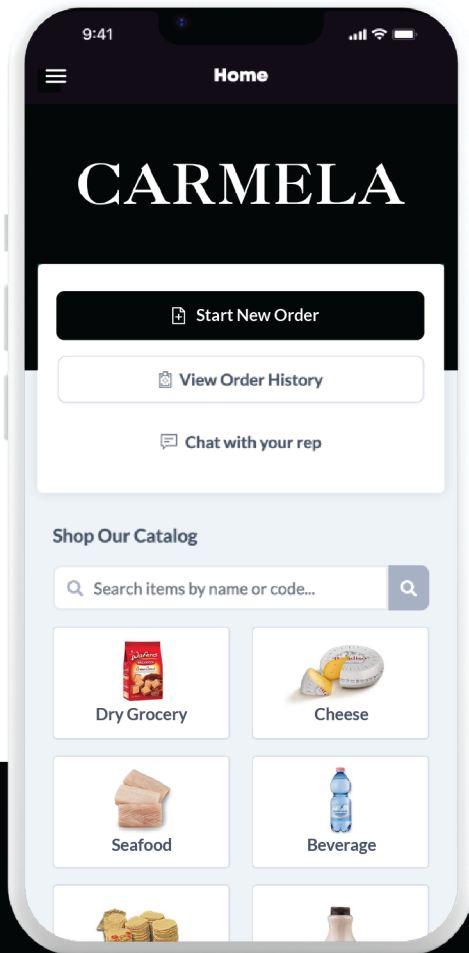 9:41
Home
CARMELA
Start New Order
View Order History
Chat with your rep
Shop Our Catalog
Search items by name or code...
Wafers
Dry Grocery
Cheese
Seafood
Beverage